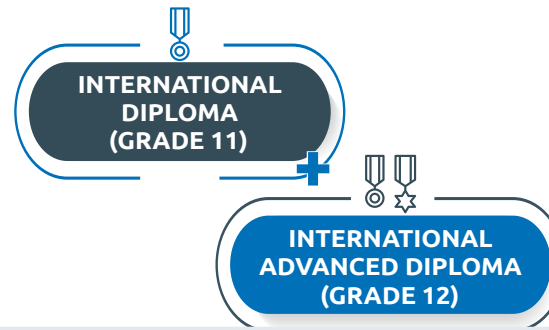 INTERNATIONAL
DIPLOMA
(GRADE 11)
INTERNATIONAL
ADVANCED DIPLOMA
(GRADE 12)